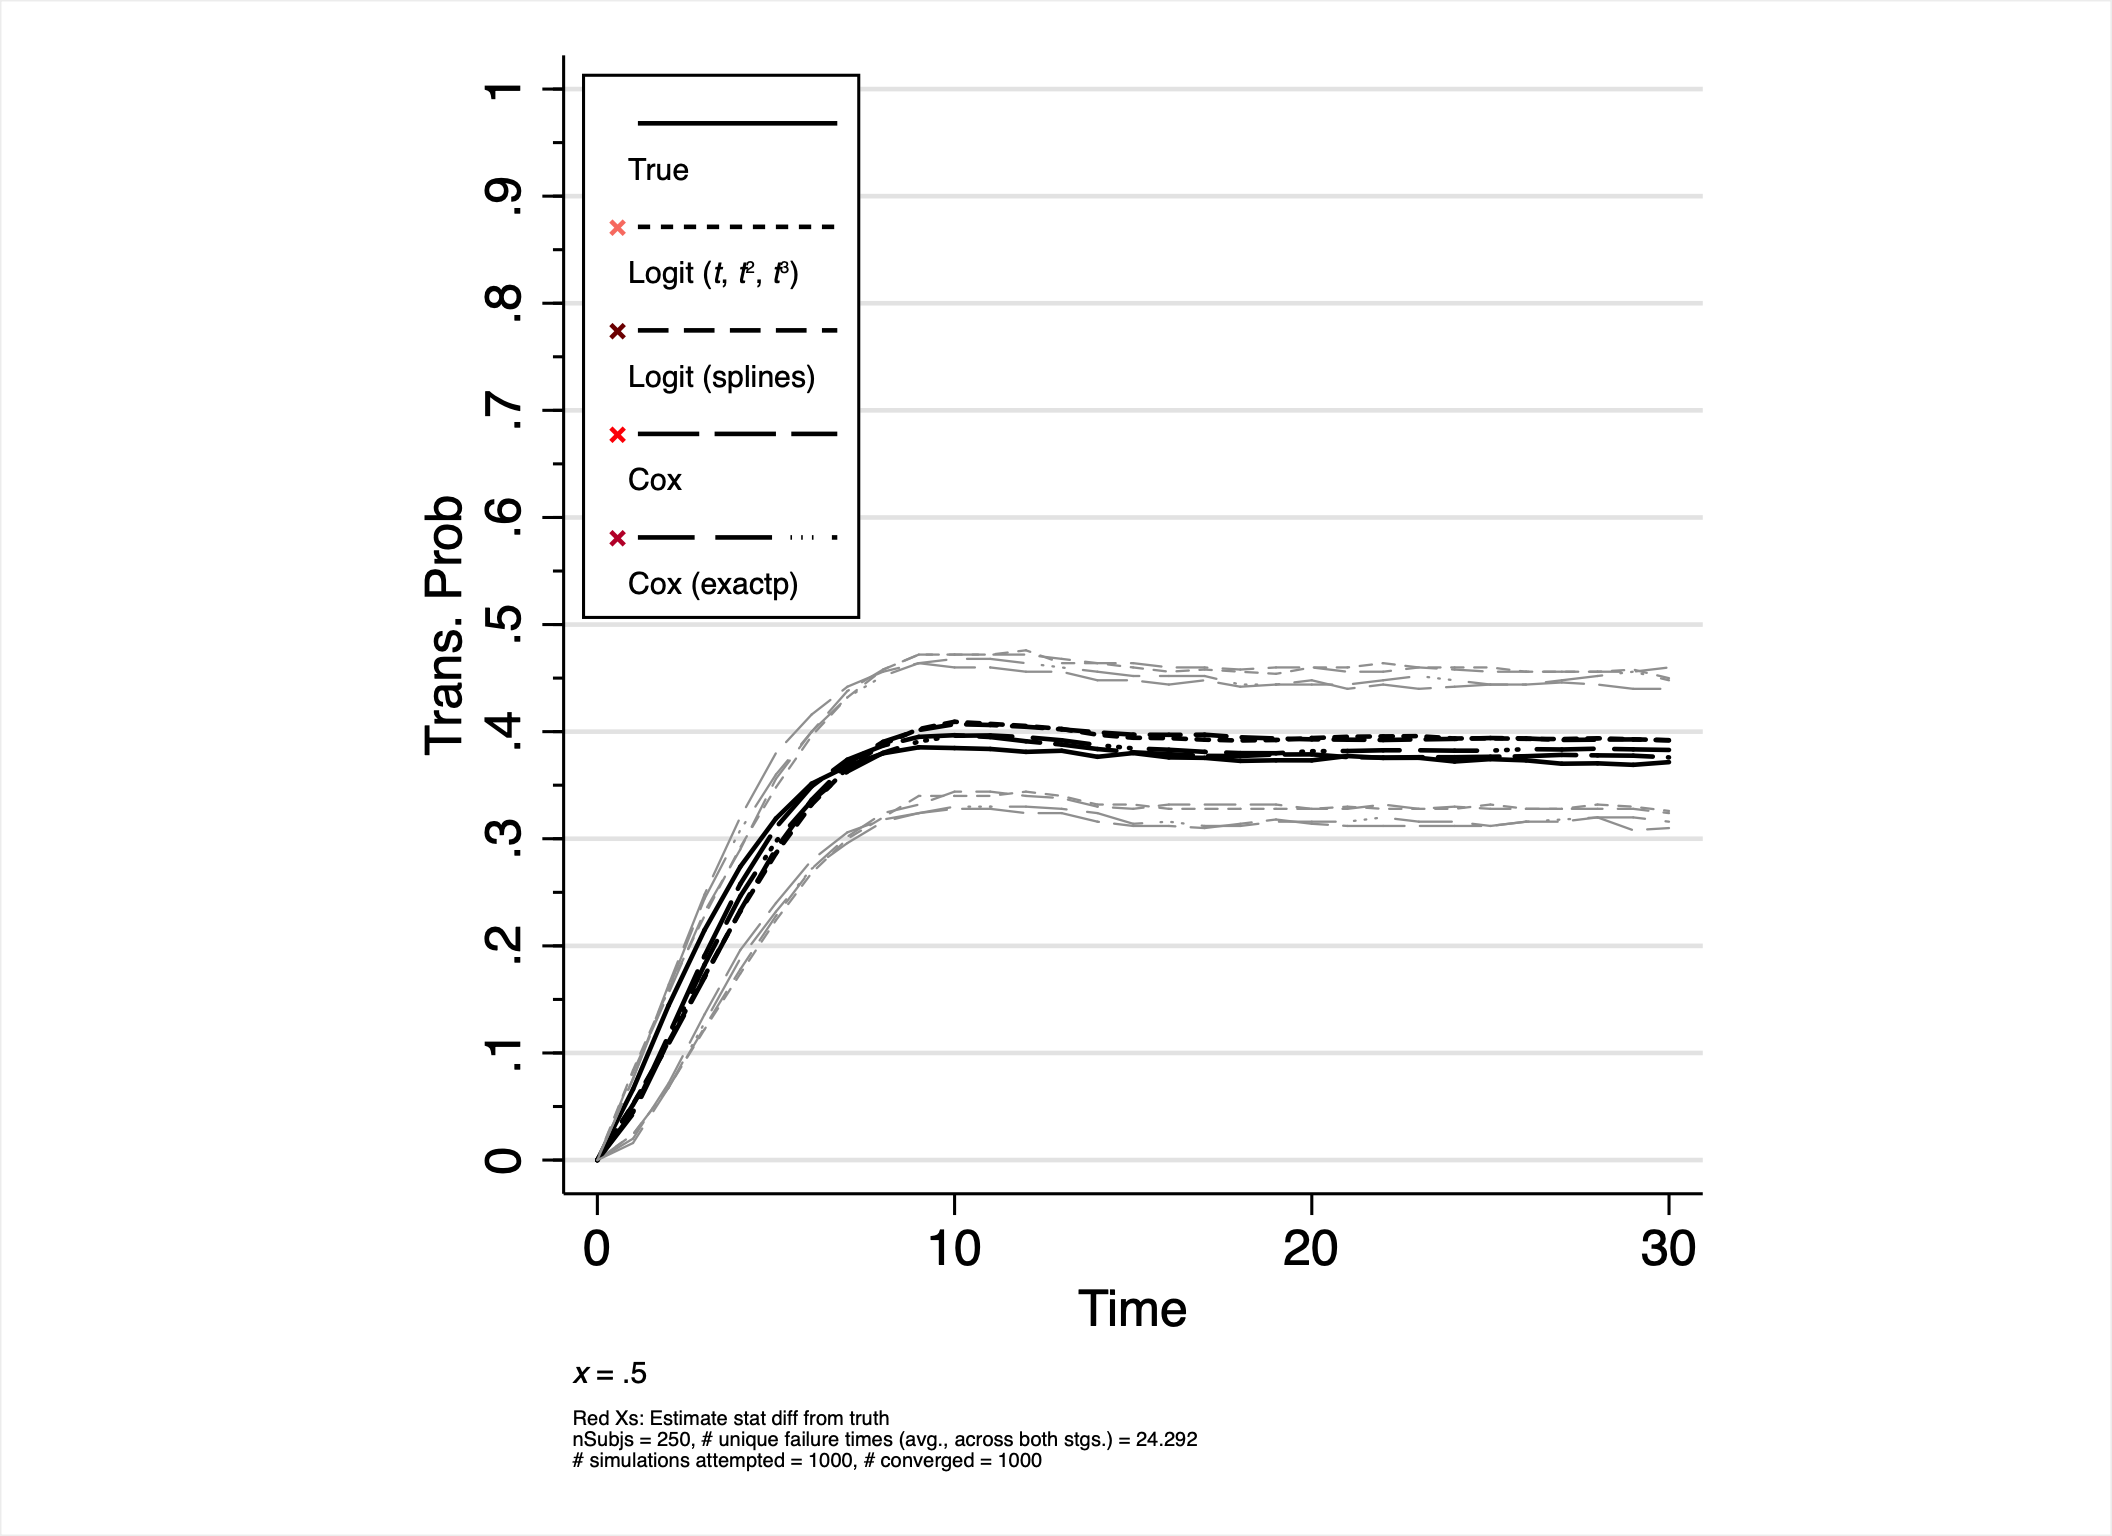 1
.9
.8
.7
.6
.5
.4
.3
.2
.1
0
Trans. Prob
True
Logit (t, t², t³)
Logit (splines)
Cox
Cox (exactp)
0 10 20 30
Time
x = .5
Red Xs: Estimate stat diff from truth
nSubjs = 250, # unique failure times (avg., across both stgs.) = 24.292
# simulations attempted = 1000, # converged = 1000